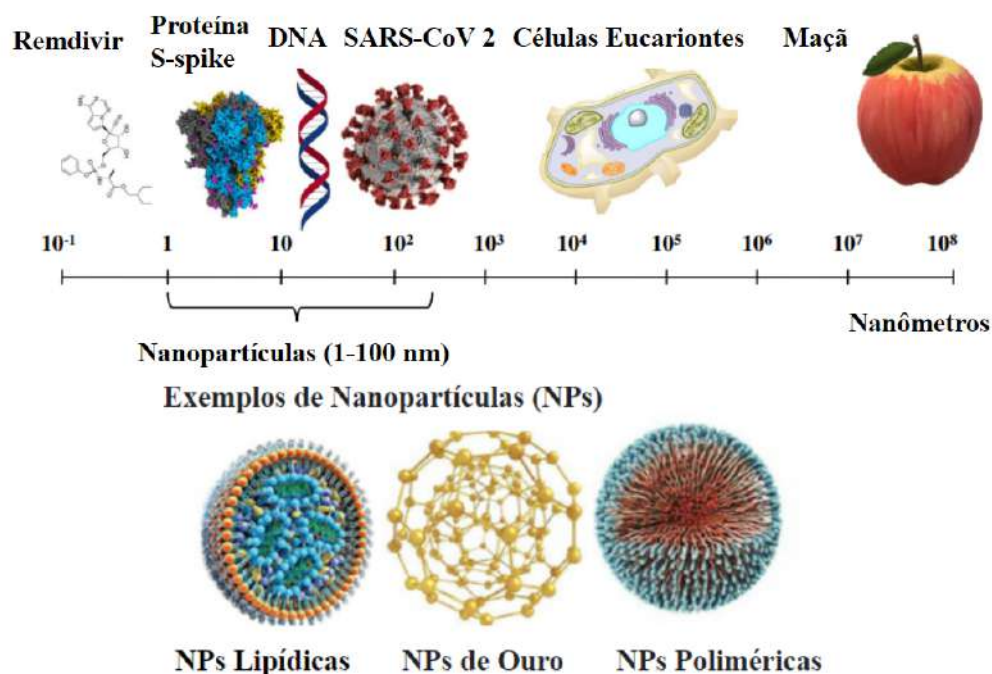 Remdivir
Proteína
S-spike
DNA
SARS-CoV 2
Células Eucariontes
Maçã
10⁻¹ 1 10 10² 10³ 10⁴ 10⁵ 10⁶ 10⁷ 10⁸
Nanômetros
Nanopartículas (1-100 nm)
Exemplos de Nanopartículas (NPs)
NPs Lipídicas
NPs de Ouro
NPs Poliméricas